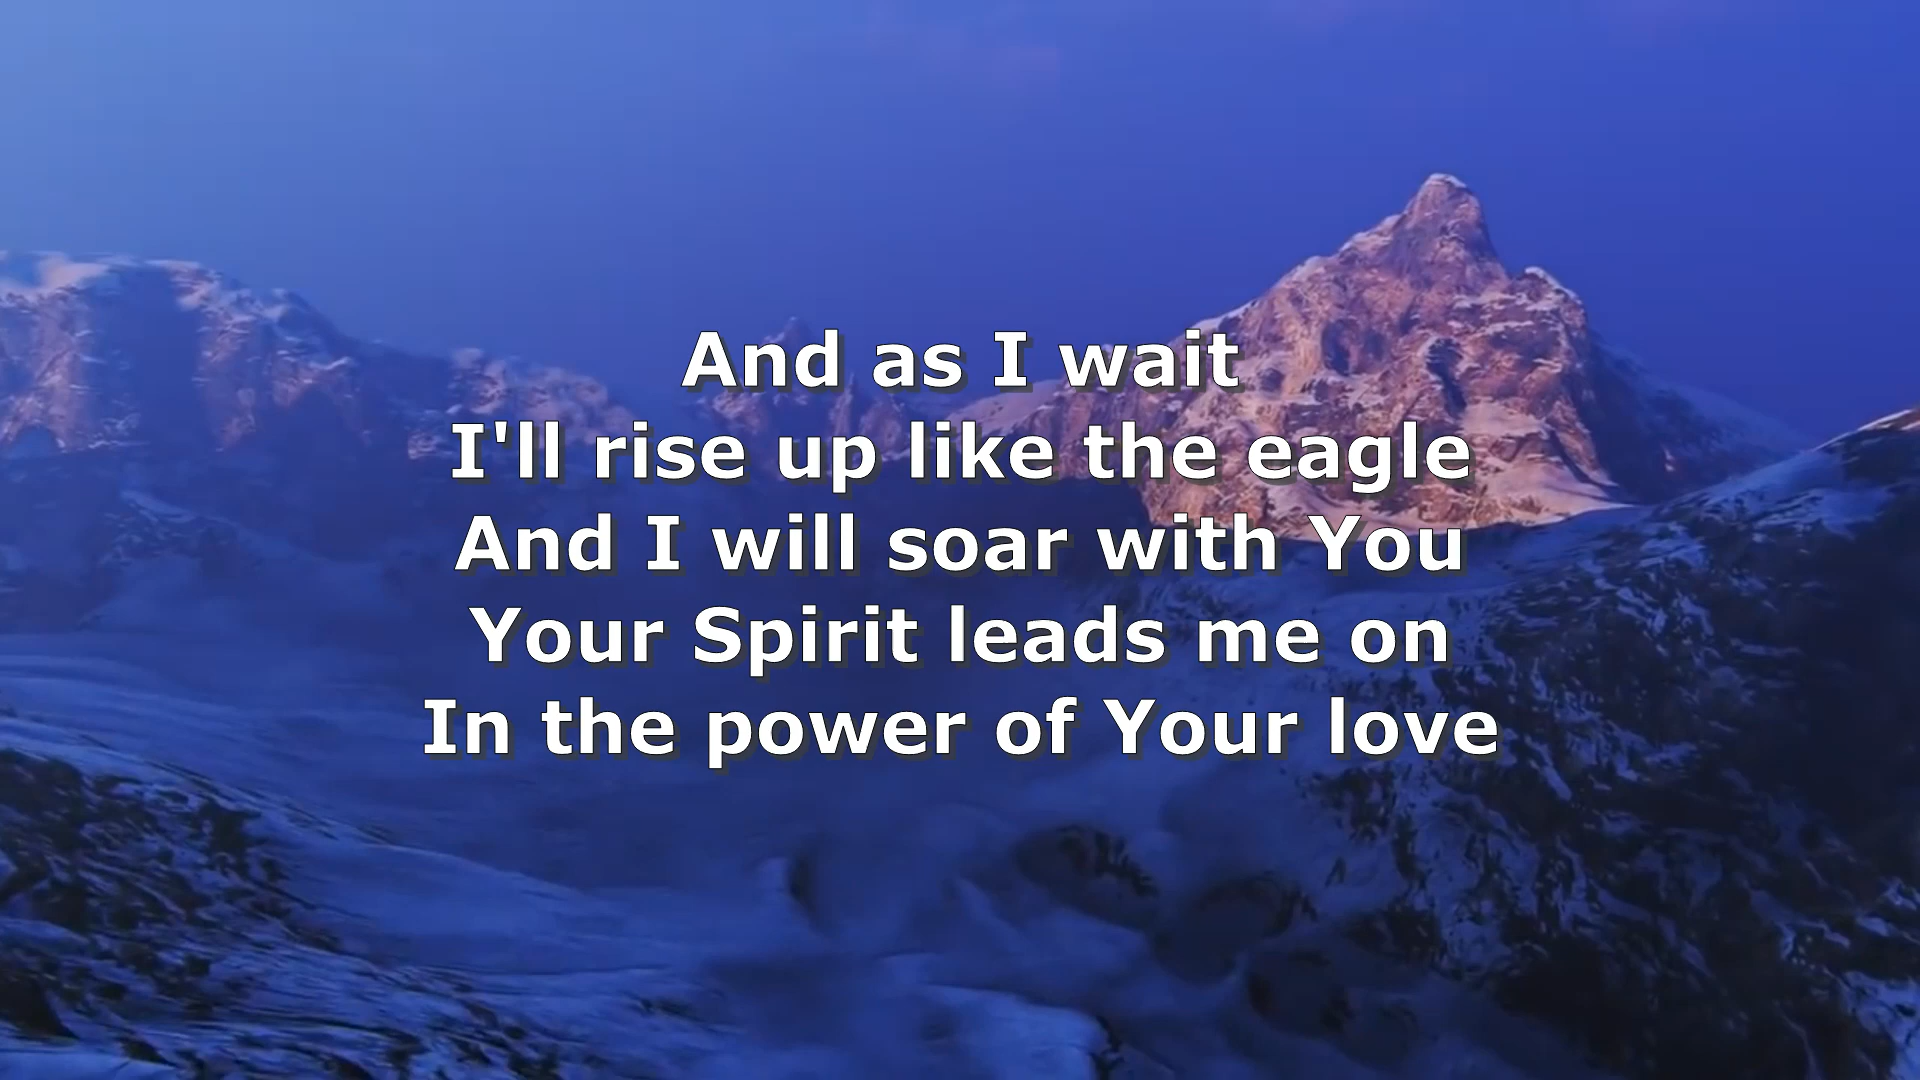 And as I wait
I'll rise up like the eagle
And I will soar with You
Your Spirit leads me on
In the power of Your love